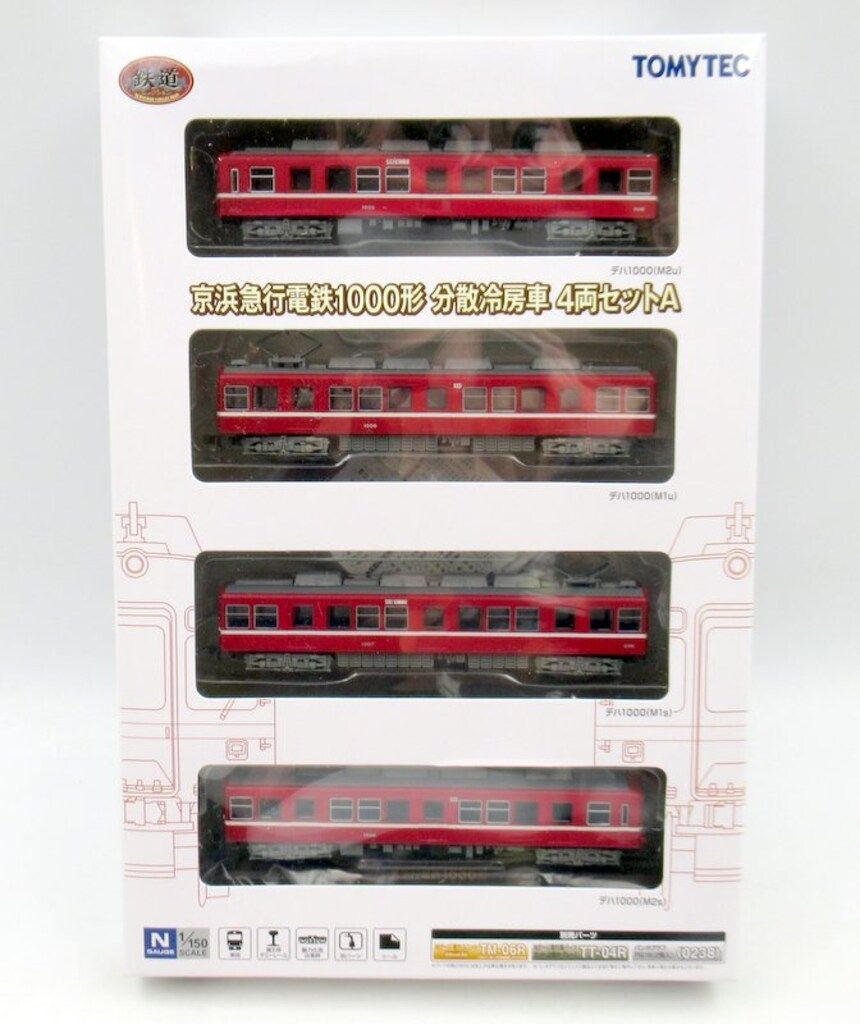 鉄道
TOMYTEC
デハ1000(M2u)
京浜急行電鉄1000形 分散冷房車 4両セットA
デハ1000(M1u)
デハ1000(M1s)
デハ1000(M2s)
N GAUGE
1/150 SCALE
別売パーツ
TM-06R
TT-04R
(0238)